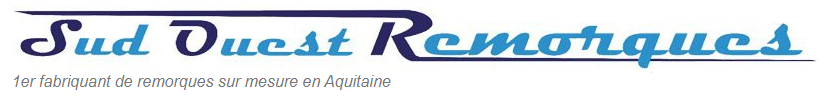 Sud Ouest Remorques
1er fabriquant de remorques sur mesure en Aquitaine